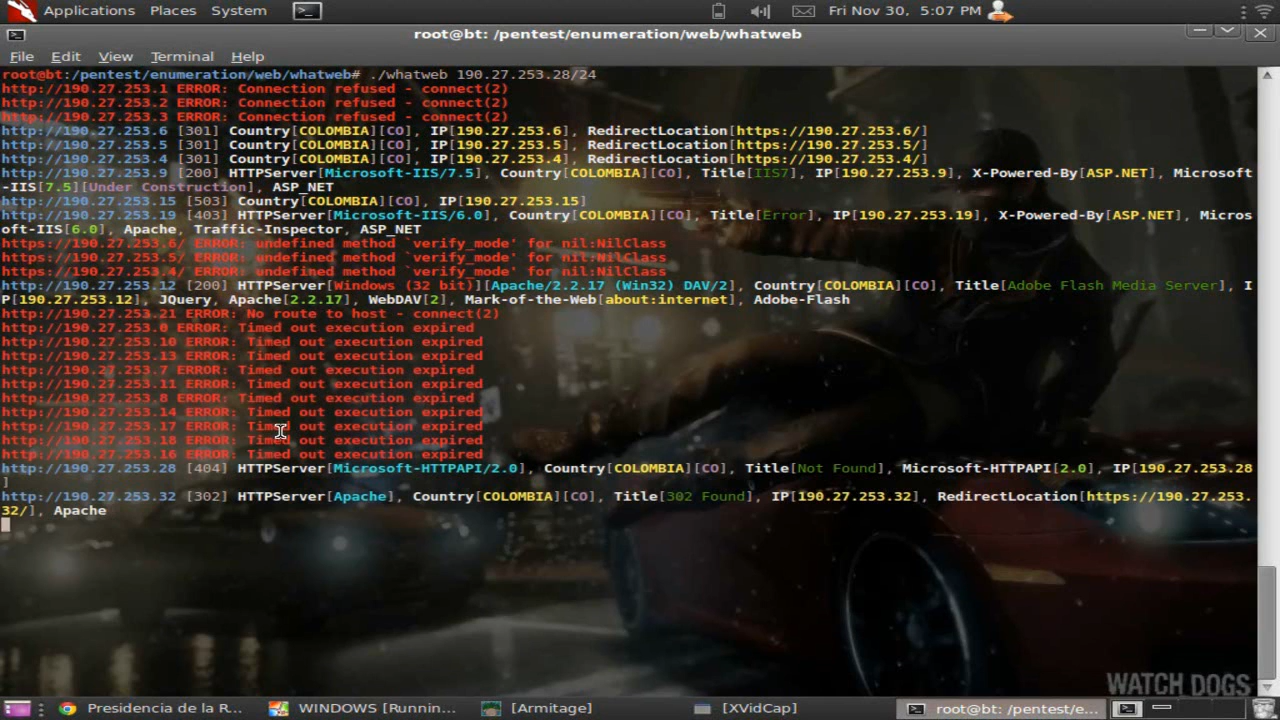 Applications Places System Fri Nov 30, 5:07 PM
root@bt: /pentest/enumeration/web/whatweb
File Edit View Terminal Help
root@bt:/pentest/enumeration/web/whatweb# ./whatweb 190.27.253.28/24
http://190.27.253.1 ERROR: Connection refused - connect(2)
http://190.27.253.2 ERROR: Connection refused - connect(2)
http://190.27.253.3 ERROR: Connection refused - connect(2)
http://190.27.253.6 [301] Country[COLOMBIA][CO], IP[190.27.253.6], RedirectLocation[https://190.27.253.6/]
http://190.27.253.5 [301] Country[COLOMBIA][CO], IP[190.27.253.5], RedirectLocation[https://190.27.253.5/]
http://190.27.253.4 [301] Country[COLOMBIA][CO], IP[190.27.253.4], RedirectLocation[https://190.27.253.4/]
http://190.27.253.9 [200] HTTPServer[Microsoft-IIS/7.5], Country[COLOMBIA][CO], Title[IIS7], IP[190.27.253.9], X-Powered-By[ASP.NET], Microsoft
-IIS[7.5][Under Construction], ASP_NET
http://190.27.253.15 [503] Country[COLOMBIA][CO], IP[190.27.253.15]
http://190.27.253.19 [403] HTTPServer[Microsoft-IIS/6.0], Country[COLOMBIA][CO], Title[Error], IP[190.27.253.19], X-Powered-By[ASP.NET], Micros
oft-IIS[6.0], Apache, Traffic-Inspector, ASP_NET
https://190.27.253.6/ ERROR: undefined method `verify_mode' for nil:NilClass
https://190.27.253.5/ ERROR: undefined method `verify_mode' for nil:NilClass
https://190.27.253.4/ ERROR: undefined method `verify_mode' for nil:NilClass
http://190.27.253.12 [200] HTTPServer[Windows (32 bit)][Apache/2.2.17 (Win32) DAV/2], Country[COLOMBIA][CO], Title[Adobe Flash Media Server], I
P[190.27.253.12], JQuery, Apache[2.2.17], WebDAV[2], Mark-of-the-Web[about:internet], Adobe-Flash
http://190.27.253.21 ERROR: No route to host - connect(2)
http://190.27.253.0 ERROR: Timed out execution expired
http://190.27.253.10 ERROR: Timed out execution expired
http://190.27.253.13 ERROR: Timed out execution expired
http://190.27.253.7 ERROR: Timed out execution expired
http://190.27.253.11 ERROR: Timed out execution expired
http://190.27.253.8 ERROR: Timed out execution expired
http://190.27.253.14 ERROR: Timed out execution expired
http://190.27.253.17 ERROR: Timed out execution expired
http://190.27.253.18 ERROR: Timed out execution expired
http://190.27.253.16 ERROR: Timed out execution expired
http://190.27.253.28 [404] HTTPServer[Microsoft-HTTPAPI/2.0], Country[COLOMBIA][CO], Title[Not Found], Microsoft-HTTPAPI[2.0], IP[190.27.253.28
]
http://190.27.253.32 [302] HTTPServer[Apache], Country[COLOMBIA][CO], Title[302 Found], IP[190.27.253.32], RedirectLocation[https://190.27.253.
32/], Apache
WATCH DOGS
Presidencia de la R... WINDOWS [Runnin... [Armitage] [XVidCap] root@bt: /pentest/e...